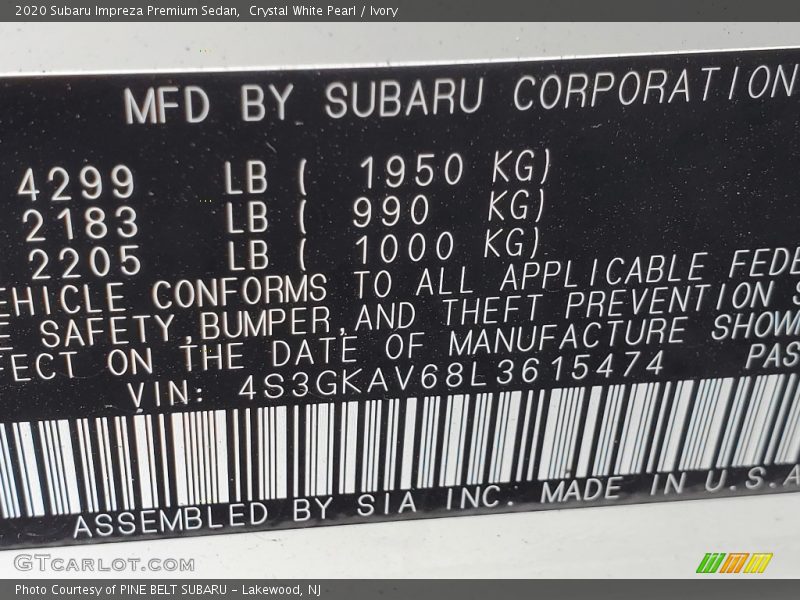 2020 Subaru Impreza Premium Sedan,  Crystal White Pearl / Ivory
MFD BY SUBARU CORPORATION
4299 LB ( 1950 KG)
2183 LB ( 990 KG)
2205 LB ( 1000 KG)
EHICLE CONFORMS TO ALL APPLICABLE FEDE
E SAFETY,BUMPER,AND THEFT PREVENTION S
FECT ON THE DATE OF MANUFACTURE SHOWN
VIN: 4S3GKAV68L3615474 PAS
ASSEMBLED BY SIA INC. MADE IN U.S.A
GTCARLOT.COM
Photo Courtesy of PINE BELT SUBARU – Lakewood, NJ